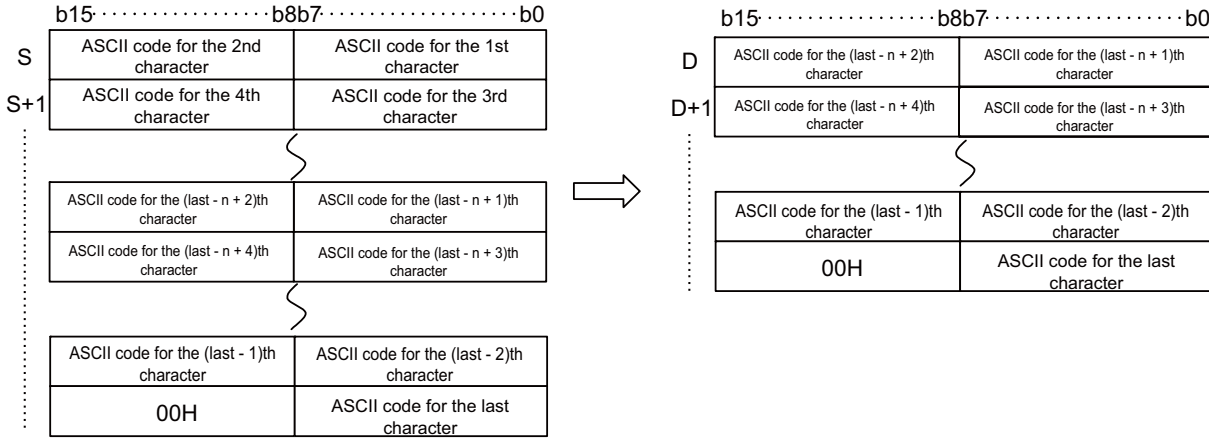 b15 b8b7 b0
S
ASCII code for the 2nd
character
ASCII code for the 1st
character
S+1
ASCII code for the 4th
character
ASCII code for the 3rd
character
ASCII code for the (last - n + 2)th
character
ASCII code for the (last - n + 1)th
character
ASCII code for the (last - n + 4)th
character
ASCII code for the (last - n + 3)th
character
ASCII code for the (last - 1)th
character
ASCII code for the (last - 2)th
character
00H
ASCII code for the last
character
b15 b8b7 b0
D
ASCII code for the (last - n + 2)th
character
ASCII code for the (last - n + 1)th
character
D+1
ASCII code for the (last - n + 4)th
character
ASCII code for the (last - n + 3)th
character
ASCII code for the (last - 1)th
character
ASCII code for the (last - 2)th
character
00H
ASCII code for the last
character